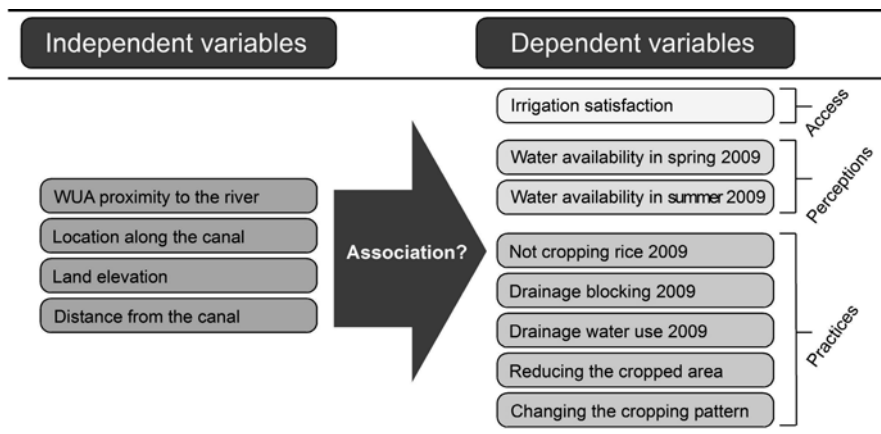 Independent variables
Dependent variables
WUA proximity to the river
Location along the canal
Land elevation
Distance from the canal
Association?
Irrigation satisfaction
Access
Water availability in spring 2009
Water availability in summer 2009
Perceptions
Not cropping rice 2009
Drainage blocking 2009
Drainage water use 2009
Reducing the cropped area
Changing the cropping pattern
Practices